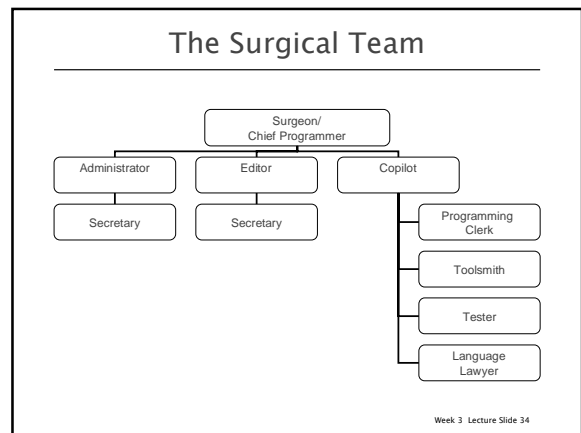 The Surgical Team
Surgeon/
Chief Programmer
Administrator
Editor
Copilot
Secretary
Secretary
Programming
Clerk
Toolsmith
Tester
Language
Lawyer
Week 3 Lecture Slide 34